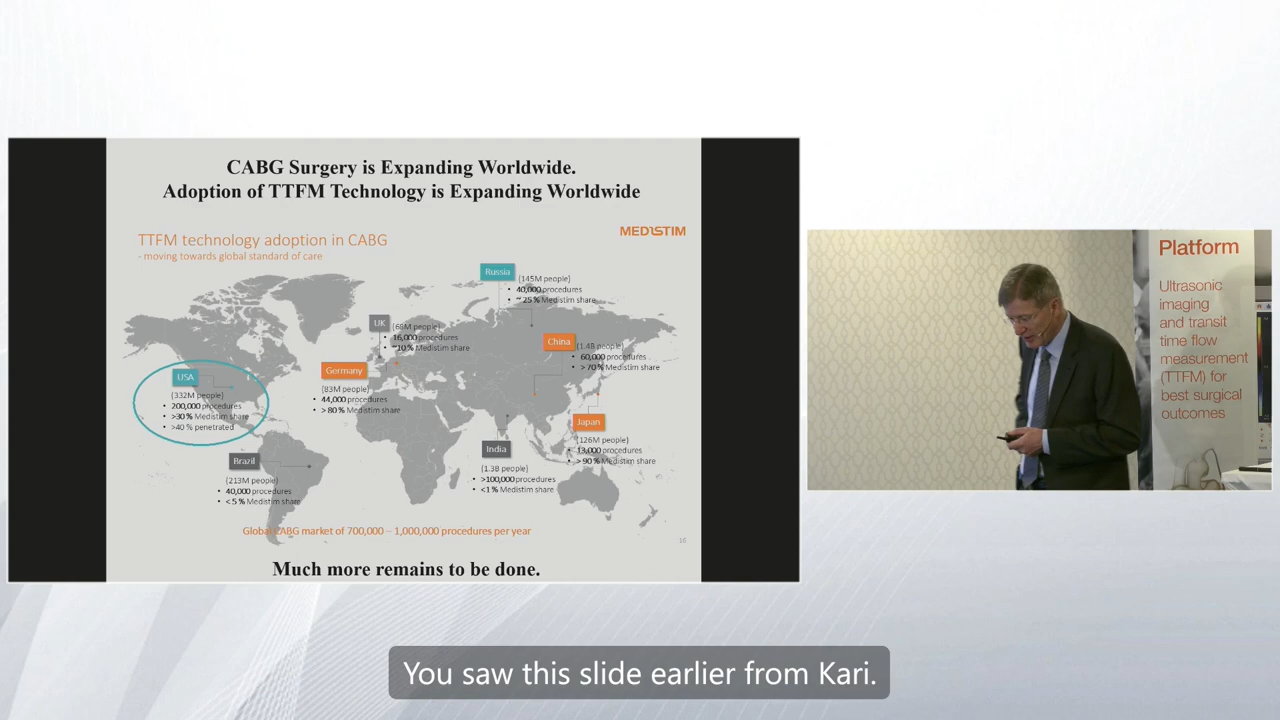 CABG Surgery is Expanding Worldwide.
Adoption of TTFM Technology is Expanding Worldwide
TTFM technology adoption in CABG
- moving towards global standard of care
MEDISTIM
Russia
(145M people)
• 40,000 procedures
• ~ 25 % Medistim share
UK
(68M people)
• 16,000 procedures
• ~10 % Medistim share
China
(1.4B people)
• 60,000 procedures
• > 70 % Medistim share
Germany
(83M people)
• 44,000 procedures
• > 80 % Medistim share
USA
(332M people)
• 200,000 procedures
• >30 % Medistim share
• >40 % penetrated
Japan
(126M people)
• 13,000 procedures
• > 90 % Medistim share
India
(1.3B people)
• >100,000 procedures
• <1 % Medistim share
Brazil
(213M people)
• 40,000 procedures
• < 5 % Medistim share
Global CABG market of 700,000 – 1,000,000 procedures per year
16
Much more remains to be done.
Platform
Ultrasonic
imaging
and transit
time flow
measurement
(TTFM) for
best surgical
outcomes
You saw this slide earlier from Kari.